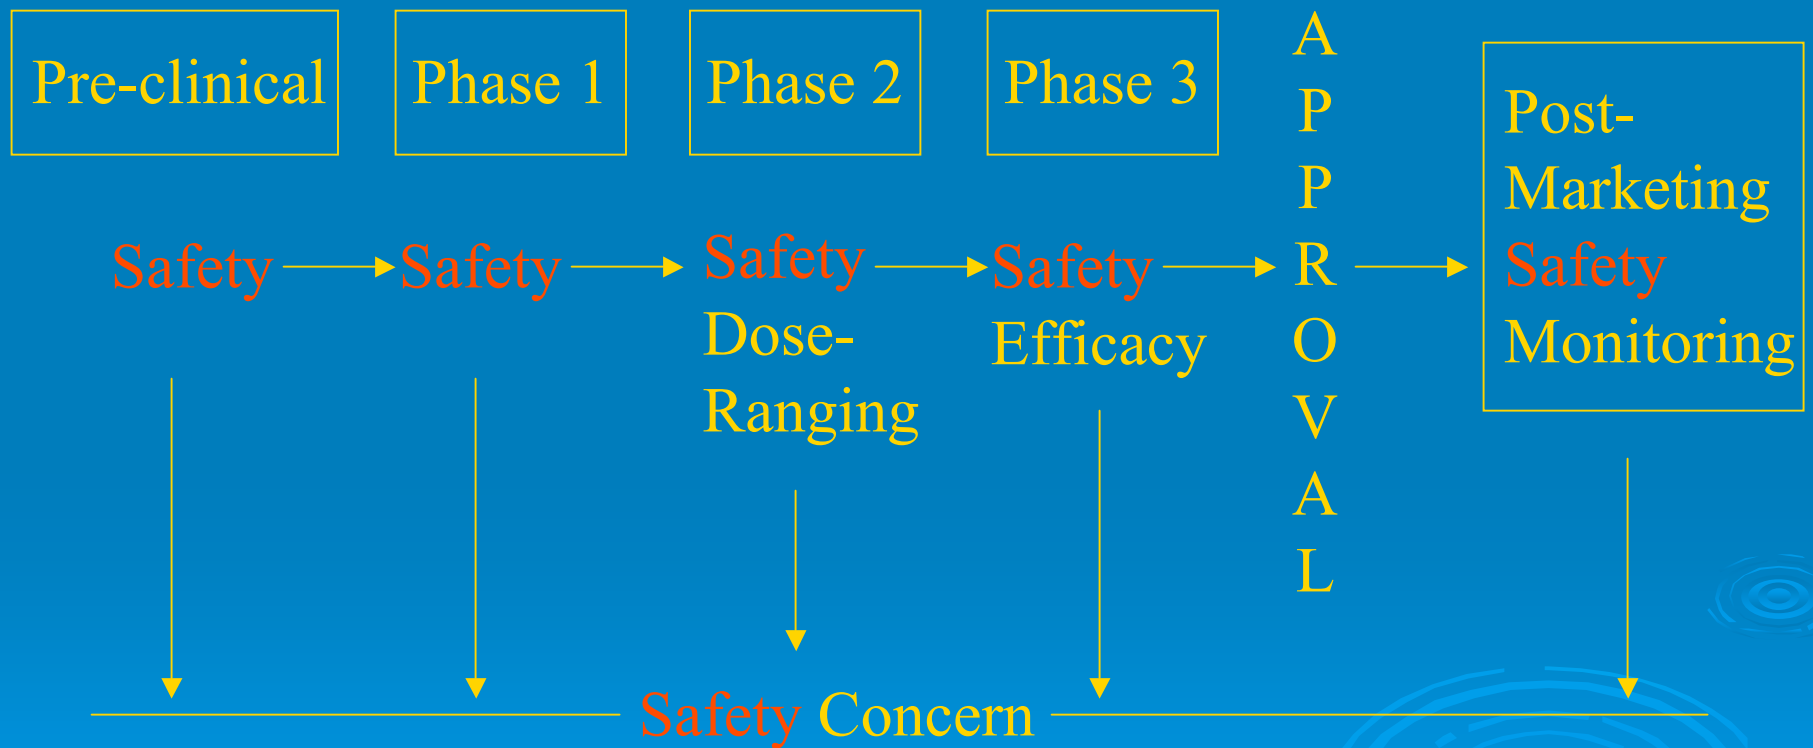 Pre-clinical
Phase 1
Phase 2
Phase 3
A
P
P
R
O
V
A
L
Post-
Marketing
Safety
Monitoring
Safety
Safety
Safety
Dose-
Ranging
Safety
Efficacy
Safety Concern